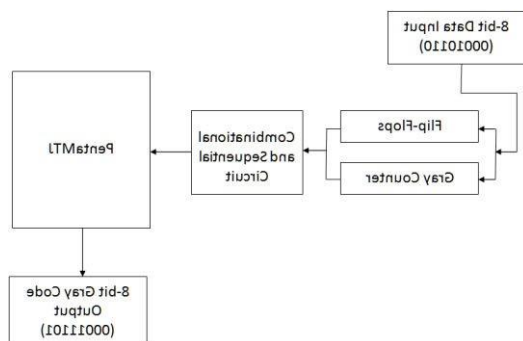 8-bit Data Input
(00010110)
Flip-Flops
Gray Counter
Combinational
and Sequential
Circuit
PentaMTJ
8-bit Gray Code
Output
(00011101)